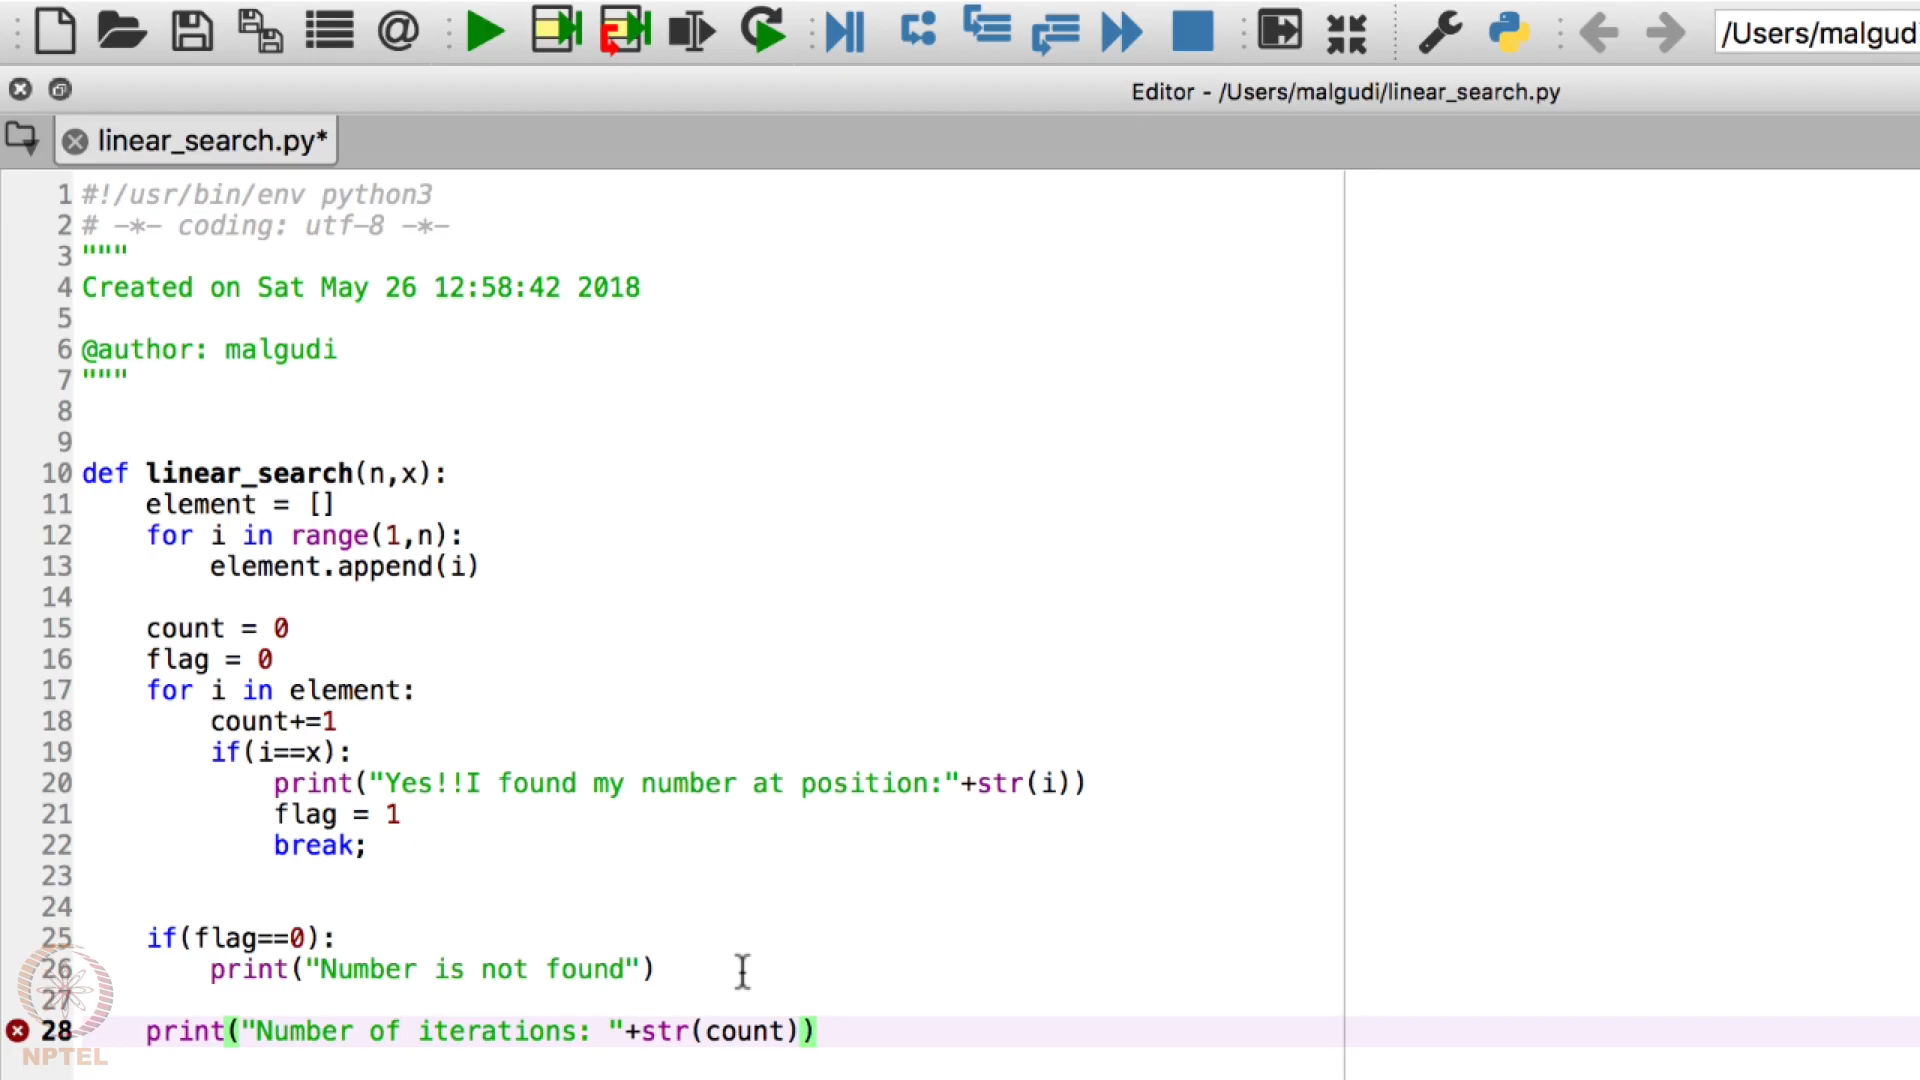 /Users/malgud
Editor - /Users/malgudi/linear_search.py
linear_search.py*
1 #!/usr/bin/env python3
2 # -*- coding: utf-8 -*-
3 """
4 Created on Sat May 26 12:58:42 2018
5
6 @author: malgudi
7 """
8
9
10 def linear_search(n,x):
11     element = []
12     for i in range(1,n):
13         element.append(i)
14
15     count = 0
16     flag = 0
17     for i in element:
18         count+=1
19         if(i==x):
20             print("Yes!!I found my number at position:"+str(i))
21             flag = 1
22             break;
23
24
25     if(flag==0):
26         print("Number is not found")
27
28     print("Number of iterations: "+str(count))
NPTEL